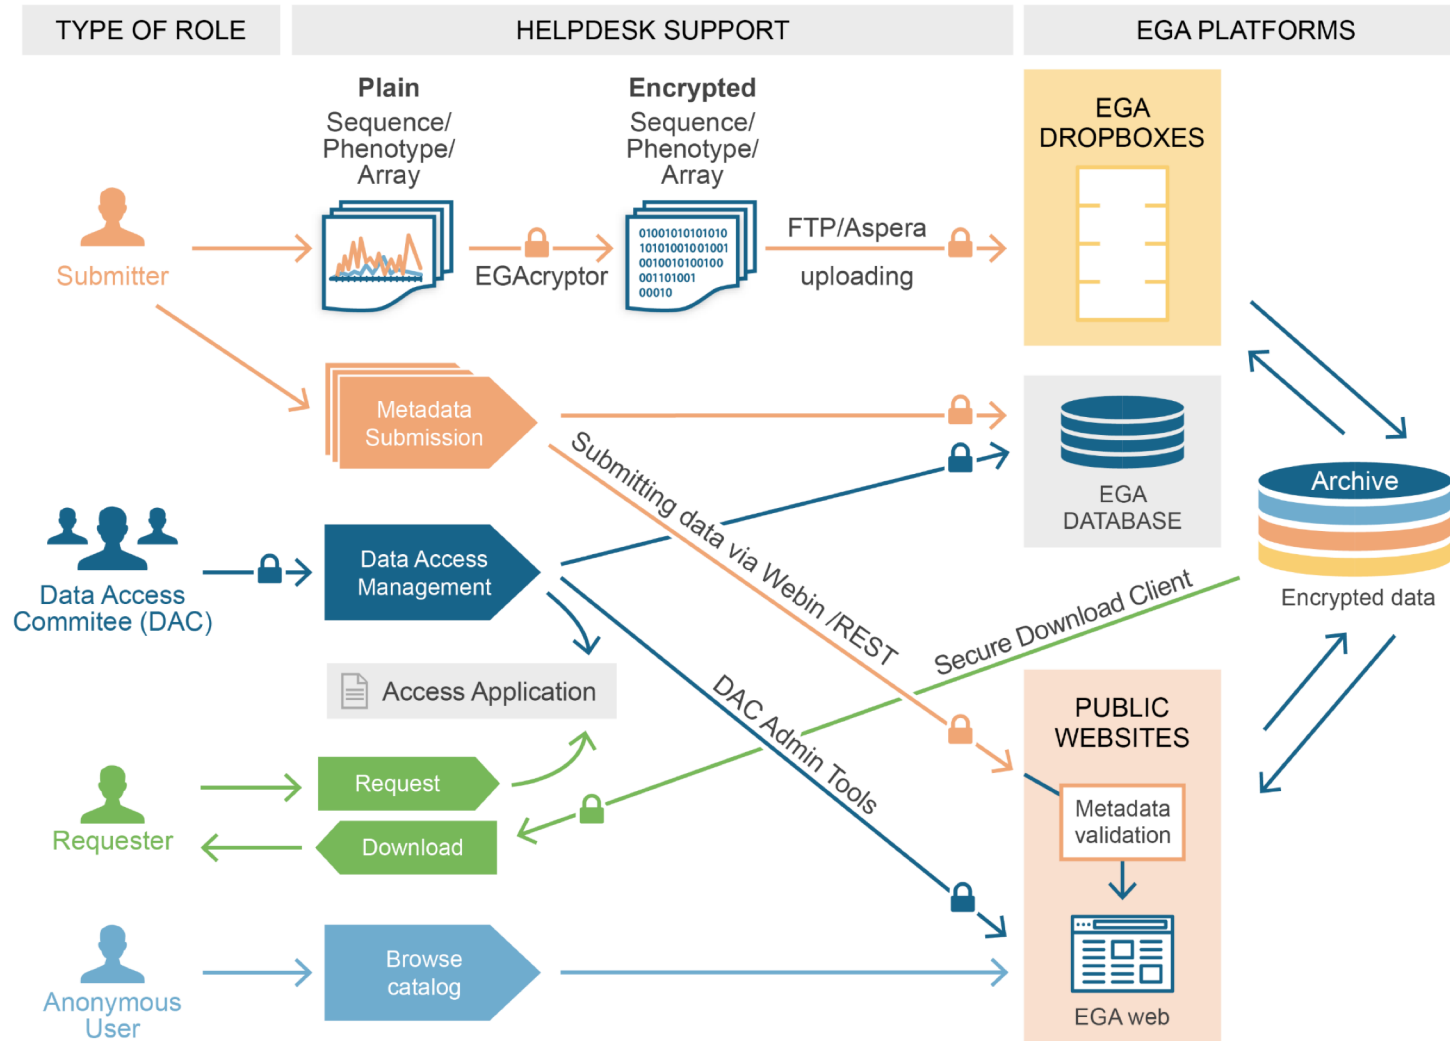 TYPE OF ROLE
HELPDESK SUPPORT
EGA PLATFORMS
Plain
Sequence/
Phenotype/
Array
Encrypted
Sequence/
Phenotype/
Array
EGA
DROPBOXES
01001010101010
10101001001001
0010010100100
001101001
00010
FTP/Aspera
uploading
EGAcryptor
Submitter
Metadada
Submission
EGA
DATABASE
Archive
Encrypted data
Submitting data via Webin /REST
Data Access
Commitee (DAC)
Data Access
Management
Access Application
Secure Download Client
DAC Admin Tools
PUBLIC
WEBSITES
Metadata
validation
EGA web
Requester
Request
Download
Anonymous
User
Browse
catalog